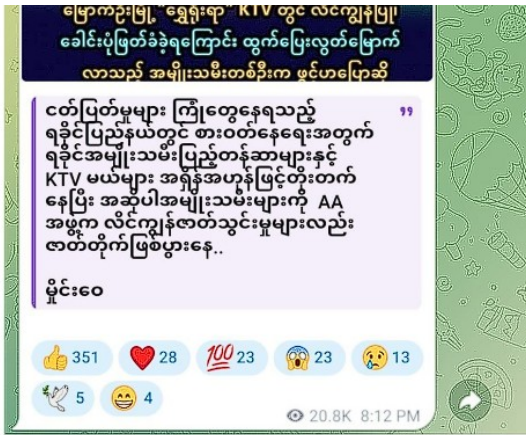 မြောက်ဦးမြို့ "ရွှေရိုးရာ" KTV တွင် လိင်ကျွန်ပြု၊
ခေါင်းပုံဖြတ်ခံခဲ့ရကြောင်း ထွက်ပြေးလွတ်မြောက်
လာသည့် အမျိုးသမီးတစ်ဦးက ဖွင့်ဟပြောဆို
ငတ်ပြတ်မှုများ ကြုံတွေ့နေရသည့်
ရခိုင်ပြည်နယ်တွင် စားဝတ်နေရေးအတွက်
ရခိုင်အမျိုးသမီးပြည့်တန်ဆာများနှင့်
KTV မယ်များ အရှိန်အဟုန်ဖြင့်တိုးတက်
နေပြီး အဆိုပါအမျိုးသမီးများကို AA
အဖွဲ့က လိင်ကျွန်ဇာတ်သွင်းမှုများလည်း
ဇာတ်တိုက်ဖြစ်ပွားနေ..
မှိုင်းဝေ
351 28 100 23 23 13
5 4
20.8K 8:12 PM